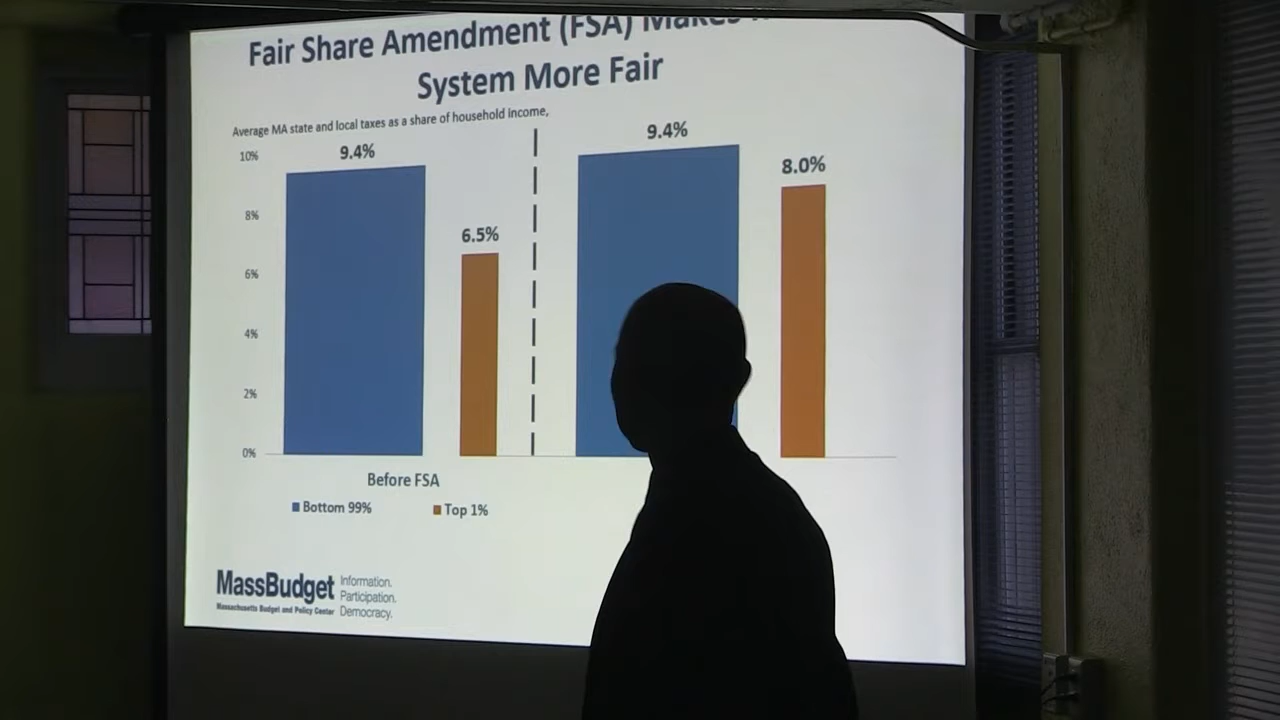 Fair Share Amendment (FSA) Makes
System More Fair
Average MA state and local taxes as a share of household income,
10%
8%
6%
4%
2%
0%
9.4%
6.5%
9.4%
8.0%
Before FSA
Bottom 99%
Top 1%
MassBudget
Massachusetts Budget and Policy Center
Information.
Participation.
Democracy.